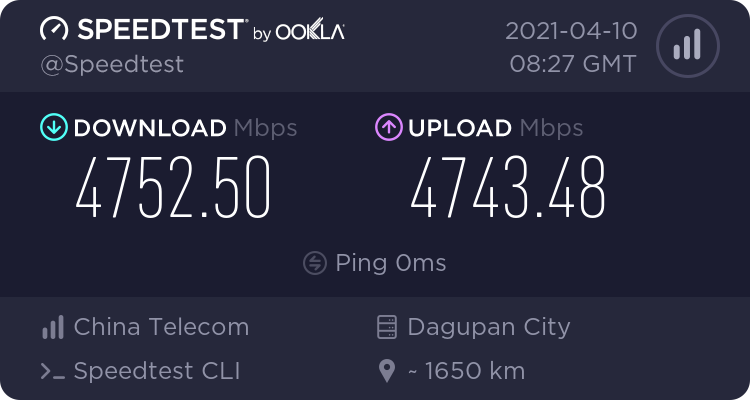 SPEEDTEST® by OOKLA®
2021-04-10
@Speedtest
08:27 GMT
DOWNLOAD Mbps
4752.50
UPLOAD Mbps
4743.48
Ping 0ms
China Telecom
Dagupan City
Speedtest CLI
~ 1650 km